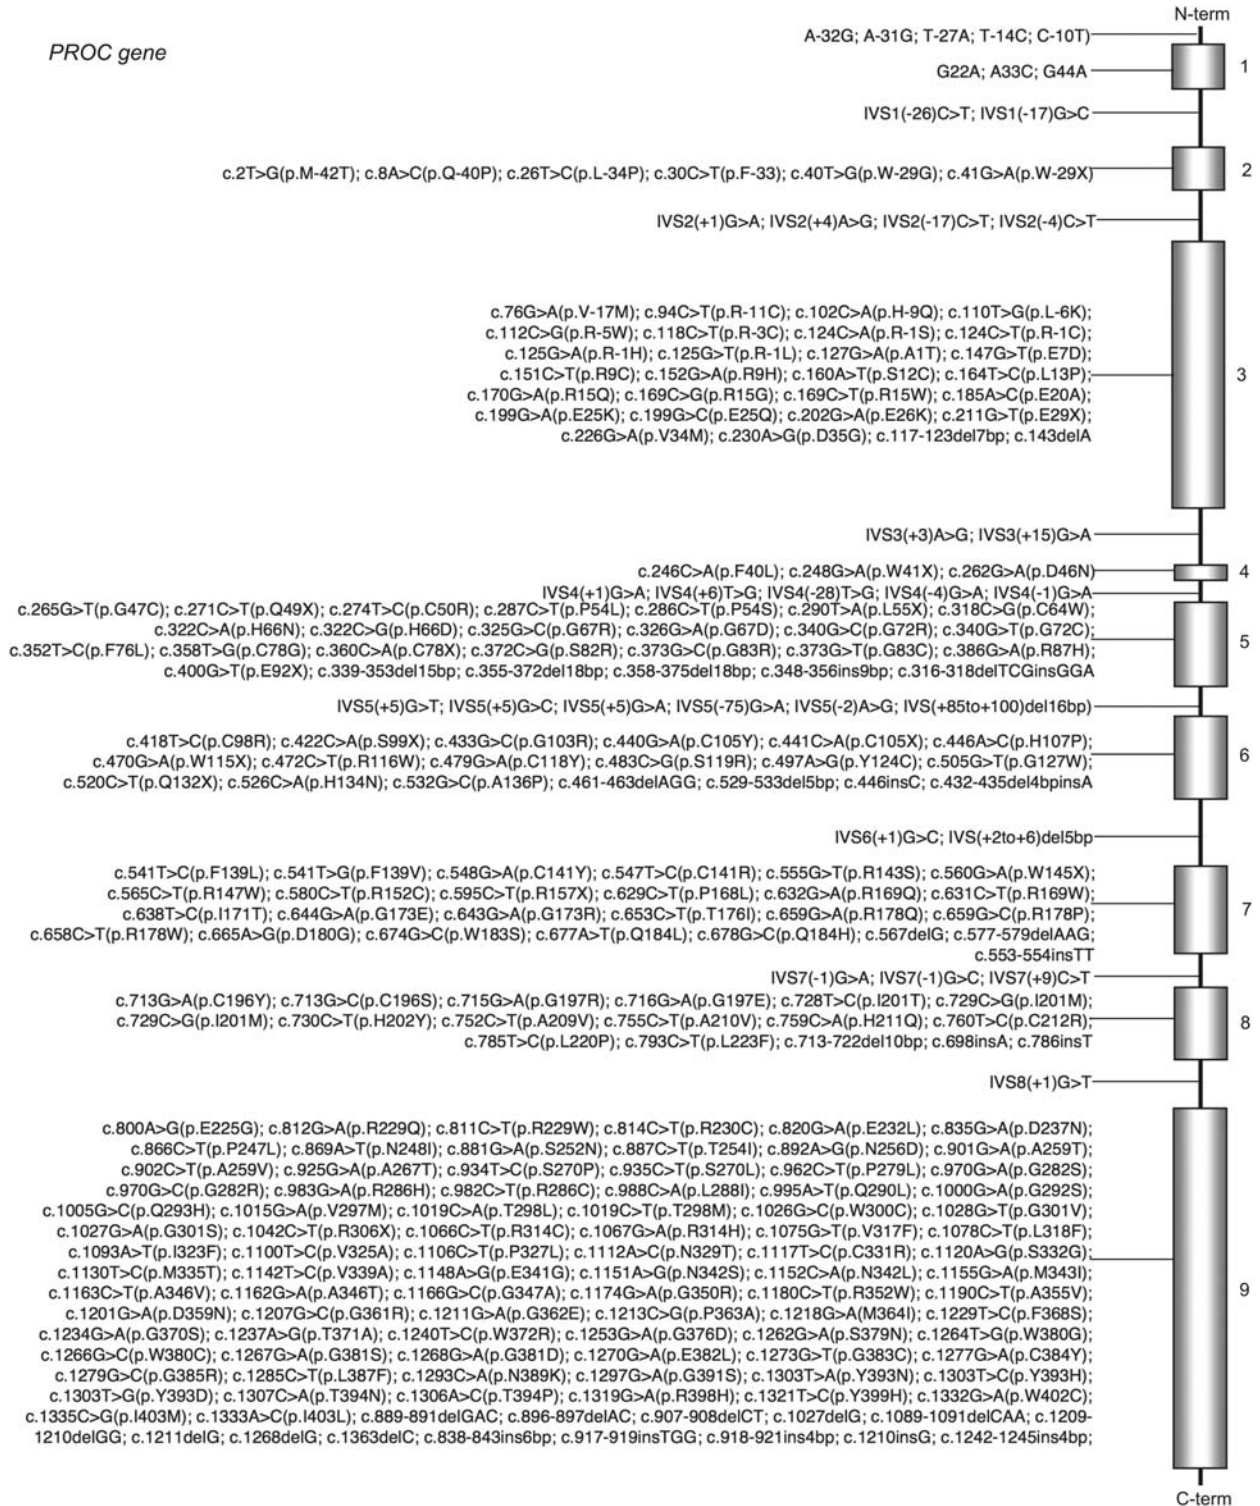 N-term
PROC gene
A-32G; A-31G; T-27A; T-14C; C-10T)
G22A; A33C; G44A
1
IVS1(-26)C>T; IVS1(-17)G>C
c.2T>G(p.M-42T); c.8A>C(p.Q-40P); c.26T>C(p.L-34P); c.30C>T(p.F-33); c.40T>G(p.W-29G); c.41G>A(p.W-29X)
2
IVS2(+1)G>A; IVS2(+4)A>G; IVS2(-17)C>T; IVS2(-4)C>T
c.76G>A(p.V-17M); c.94C>T(p.R-11C); c.102C>A(p.H-9Q); c.110T>G(p.L-6K);
c.112C>G(p.R-5W); c.118C>T(p.R-3C); c.124C>A(p.R-1S); c.124C>T(p.R-1C);
c.125G>A(p.R-1H); c.125G>T(p.R-1L); c.127G>A(p.A1T); c.147G>T(p.E7D);
c.151C>T(p.R9C); c.152G>A(p.R9H); c.160A>T(p.S12C); c.164T>C(p.L13P);
3
c.170G>A(p.R15Q); c.169C>G(p.R15G); c.169C>T(p.R15W); c.185A>C(p.E20A);
c.199G>A(p.E25K); c.199G>C(p.E25Q); c.202G>A(p.E26K); c.211G>T(p.E29X);
c.226G>A(p.V34M); c.230A>G(p.D35G); c.117-123del7bp; c.143delA
IVS3(+3)A>G; IVS3(+15)G>A
c.246C>A(p.F40L); c.248G>A(p.W41X); c.262G>A(p.D46N)
4
IVS4(+1)G>A; IVS4(+6)T>G; IVS4(-28)T>G; IVS4(-4)G>A; IVS4(-1)G>A
c.265G>T(p.G47C); c.271C>T(p.Q49X); c.274T>C(p.C50R); c.287C>T(p.P54L); c.286C>T(p.P54S); c.290T>A(p.L55X); c.318C>G(p.C64W);
c.322C>A(p.H66N); c.322C>G(p.H66D); c.325G>C(p.G67R); c.326G>A(p.G67D); c.340G>C(p.G72R); c.340G>T(p.G72C);
5
c.352T>C(p.F76L); c.358T>G(p.C78G); c.360C>A(p.C78X); c.372C>G(p.S82R); c.373G>C(p.G83R); c.373G>T(p.G83C); c.386G>A(p.R87H);
c.400G>T(p.E92X); c.339-353del15bp; c.355-372del18bp; c.358-375del18bp; c.348-356ins9bp; c.316-318delTCGinsGGA
IVS5(+5)G>T; IVS5(+5)G>C; IVS5(+5)G>A; IVS5(-75)G>A; IVS5(-2)A>G; IVS(+85to+100)del16bp)
c.418T>C(p.C98R); c.422C>A(p.S99X); c.433G>C(p.G103R); c.440G>A(p.C105Y); c.441C>A(p.C105X); c.446A>C(p.H107P);
c.470G>A(p.W115X); c.472C>T(p.R116W); c.479G>A(p.C118Y); c.483C>G(p.S119R); c.497A>G(p.Y124C); c.505G>T(p.G127W);
6
c.520C>T(p.Q132X); c.526C>A(p.H134N); c.532G>C(p.A136P); c.461-463delAGG; c.529-533del5bp; c.446insC; c.432-435del4bpinsA
IVS6(+1)G>C; IVS(+2to+6)del5bp
c.541T>C(p.F139L); c.541T>G(p.F139V); c.548G>A(p.C141Y); c.547T>C(p.C141R); c.555G>T(p.R143S); c.560G>A(p.W145X);
c.565C>T(p.R147W); c.580C>T(p.R152C); c.595C>T(p.R157X); c.629C>T(p.P168L); c.632G>A(p.R169Q); c.631C>T(p.R169W);
c.638T>C(p.I171T); c.644G>A(p.G173E); c.643G>A(p.G173R); c.653C>T(p.T176I); c.659G>A(p.R178Q); c.659G>C(p.R178P);
7
c.658C>T(p.R178W); c.665A>G(p.D180G); c.674G>C(p.W183S); c.677A>T(p.Q184L); c.678G>C(p.Q184H); c.567delG; c.577-579delAAG;
c.553-554insTT
IVS7(-1)G>A; IVS7(-1)G>C; IVS7(+9)C>T
c.713G>A(p.C196Y); c.713G>C(p.C196S); c.715G>A(p.G197R); c.716G>A(p.G197E); c.728T>C(p.I201T); c.729C>G(p.I201M);
c.729C>G(p.I201M); c.730C>T(p.H202Y); c.752C>T(p.A209V); c.755C>T(p.A210V); c.759C>A(p.H211Q); c.760T>C(p.C212R);
8
c.785T>C(p.L220P); c.793C>T(p.L223F); c.713-722del10bp; c.698insA; c.786insT
IVS8(+1)G>T
c.800A>G(p.E225G); c.812G>A(p.R229Q); c.811C>T(p.R229W); c.814C>T(p.R230C); c.820G>A(p.E232L); c.835G>A(p.D237N);
c.866C>T(p.P247L); c.869A>T(p.N248I); c.881G>A(p.S252N); c.887C>T(p.T254I); c.892A>G(p.N256D); c.901G>A(p.A259T);
c.902C>T(p.A259V); c.925G>A(p.A267T); c.934T>C(p.S270P); c.935C>T(p.S270L); c.962C>T(p.P279L); c.970G>A(p.G282S);
c.970G>C(p.G282R); c.983G>A(p.R286H); c.982C>T(p.R286C); c.988C>A(p.L288I); c.995A>T(p.Q290L); c.1000G>A(p.G292S);
c.1005G>C(p.Q293H); c.1015G>A(p.V297M); c.1019C>A(p.T298L); c.1019C>T(p.T298M); c.1026G>C(p.W300C); c.1028G>T(p.G301V);
c.1027G>A(p.G301S); c.1042C>T(p.R306X); c.1066C>T(p.R314C); c.1067G>A(p.R314H); c.1075G>T(p.V317F); c.1078C>T(p.L318F);
c.1093A>T(p.I323F); c.1100T>C(p.V325A); c.1106C>T(p.P327L); c.1112A>C(p.N329T); c.1117T>C(p.C331R); c.1120A>G(p.S332G);
c.1130T>C(p.M335T); c.1142T>C(p.V339A); c.1148A>G(p.E341G); c.1151A>G(p.N342S); c.1152C>A(p.N342L); c.1155G>A(p.M343I);
c.1163C>T(p.A346V); c.1162G>A(p.A346T); c.1166G>C(p.G347A); c.1174G>A(p.G350R); c.1180C>T(p.R352W); c.1190C>T(p.A355V);
9
c.1201G>A(p.D359N); c.1207G>C(p.G361R); c.1211G>A(p.G362E); c.1213C>G(p.P363A); c.1218G>A(M364I); c.1229T>C(p.F368S);
c.1234G>A(p.G370S); c.1237A>G(p.T371A); c.1240T>C(p.W372R); c.1253G>A(p.G376D); c.1262G>A(p.S379N); c.1264T>G(p.W380G);
c.1266G>C(p.W380C); c.1267G>A(p.G381S); c.1268G>A(p.G381D); c.1270G>A(p.E382L); c.1273G>T(p.G383C); c.1277G>A(p.C384Y);
c.1279G>C(p.G385R); c.1285C>T(p.L387F); c.1293C>A(p.N389K); c.1297G>A(p.G391S); c.1303T>A(p.Y393N); c.1303T>C(p.Y393H);
c.1303T>G(p.Y393D); c.1307C>A(p.T394N); c.1306A>C(p.T394P); c.1319G>A(p.R398H); c.1321T>C(p.Y399H); c.1332G>A(p.W402C);
c.1335C>G(p.I403M); c.1333A>C(p.I403L); c.889-891delGAC; c.896-897delAC; c.907-908delCT; c.1027delG; c.1089-1091delCAA; c.1209-
1210delGG; c.1211delG; c.1268delG; c.1363delC; c.838-843ins6bp; c.917-919insTGG; c.918-921ins4bp; c.1210insG; c.1242-1245ins4bp;
C-term